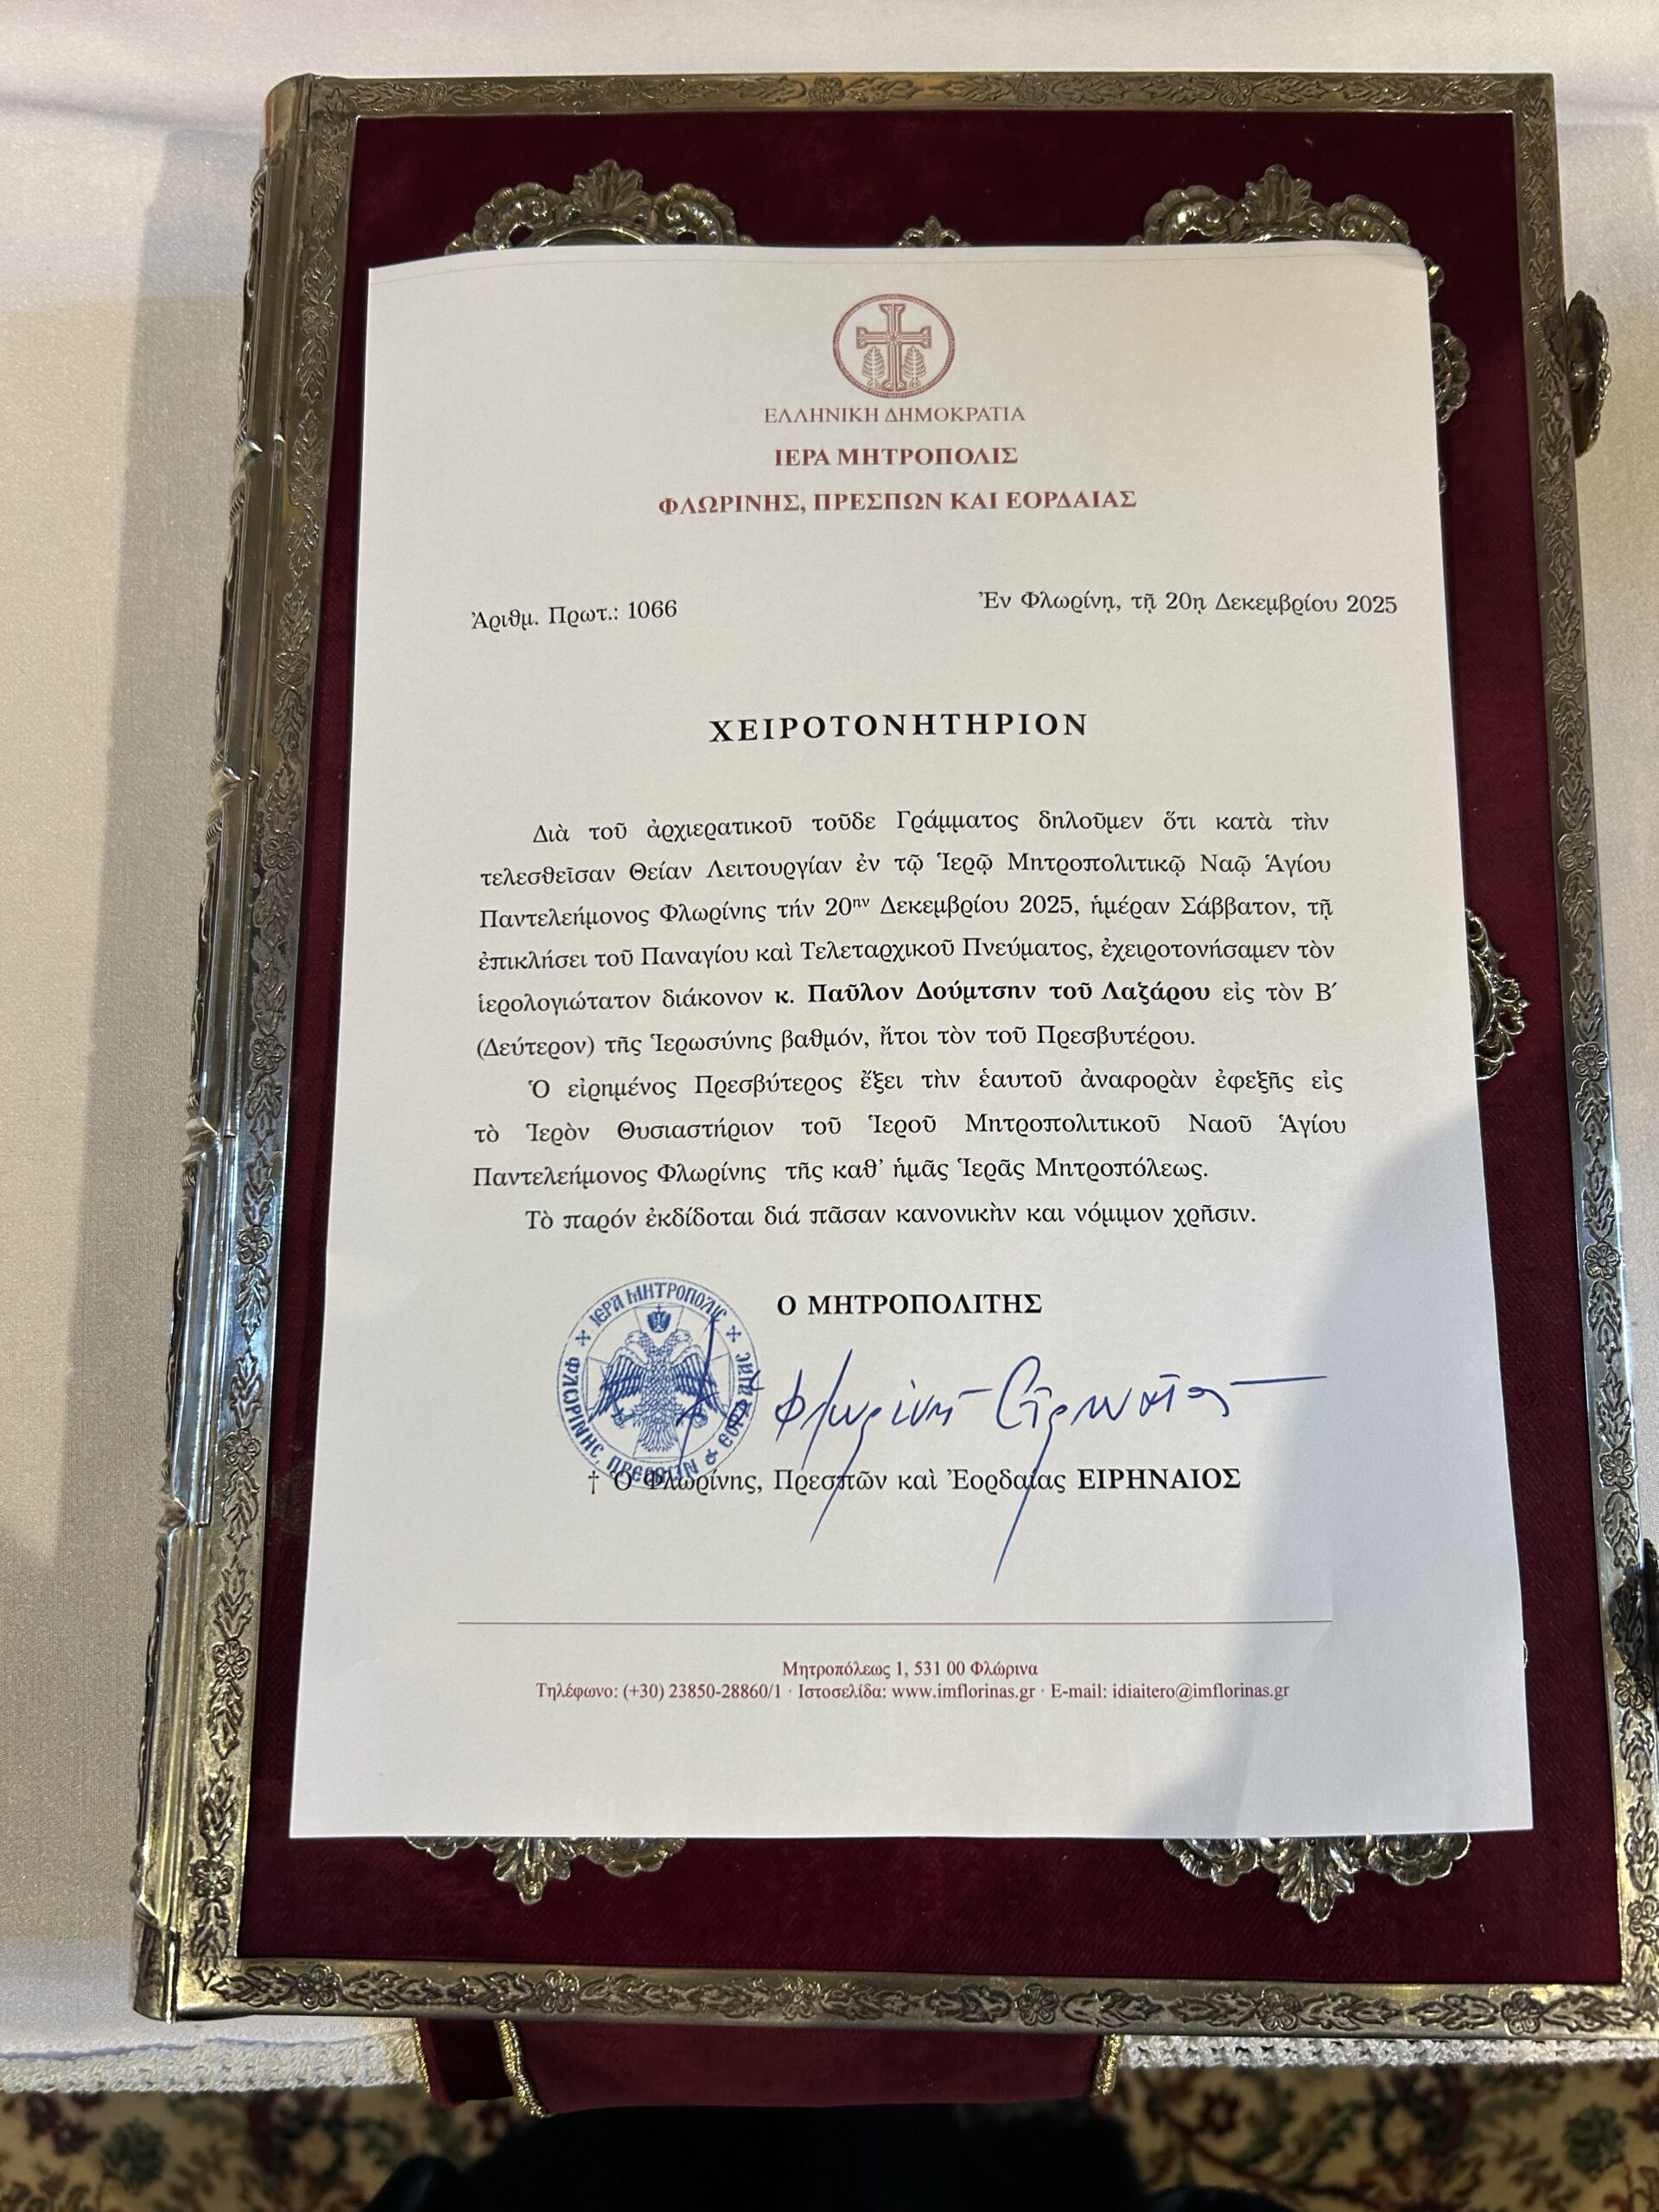 ΕΛΛΗΝΙΚΗ ΔΗΜΟΚΡΑΤΙΑ
ΙΕΡΑ ΜΗΤΡΟΠΟΛΙΣ
ΦΛΩΡΙΝΗΣ, ΠΡΕΣΠΩΝ ΚΑΙ ΕΟΡΔΑΙΑΣ
Ἀριθμ. Πρωτ.: 1066
Ἐν Φλωρίνῃ, τῇ 20ῃ Δεκεμβρίου 2025
ΧΕΙΡΟΤΟΝΗΤΗΡΙΟΝ
Διὰ τοῦ ἀρχιερατικοῦ τοῦδε Γράμματος δηλοῦμεν ὅτι κατὰ τὴν
τελεσθεῖσαν Θείαν Λειτουργίαν ἐν τῷ Ἱερῷ Μητροπολιτικῷ Ναῷ Ἁγίου
Παντελεήμονος Φλωρίνης τήν 20ην Δεκεμβρίου 2025, ἡμέραν Σάββατον, τῇ
ἐπικλήσει τοῦ Παναγίου καὶ Τελεταρχικοῦ Πνεύματος, ἐχειροτονήσαμεν τὸν
ἱερολογιώτατον διάκονον κ. Παῦλον Δούμτσην τοῦ Λαζάρου εἰς τὸν Β΄
(Δεύτερον) τῆς Ἱερωσύνης βαθμόν, ἤτοι τὸν τοῦ Πρεσβυτέρου.
Ὁ εἰρημένος Πρεσβύτερος ἕξει τὴν ἑαυτοῦ ἀναφορὰν ἐφεξῆς εἰς
τὸ Ἱερὸν Θυσιαστήριον τοῦ Ἱεροῦ Μητροπολιτικοῦ Ναοῦ Ἁγίου
Παντελεήμονος Φλωρίνης τῆς καθ᾽ ἡμᾶς Ἱερᾶς Μητροπόλεως.
Τὸ παρόν ἐκδίδοται διά πᾶσαν κανονικὴν και νόμιμον χρῆσιν.
Ο ΜΗΤΡΟΠΟΛΙΤΗΣ
ΙΕΡΑ ΜΗΤΡΟΠΟΛΙΣ
ΦΛΩΡΙΝΗΣ, ΠΡΕΣΠΩΝ & ΕΟΡΔΑΙΑΣ
† Ὁ Φλωρίνης, Πρεσπῶν καὶ Ἐορδαίας ΕΙΡΗΝΑΙΟΣ
Μητροπόλεως 1, 531 00 Φλώρινα
Τηλέφωνο: (+30) 23850-28860/1 · Ιστοσελίδα: www.imflorinas.gr · E-mail: idiaitero@imflorinas.gr